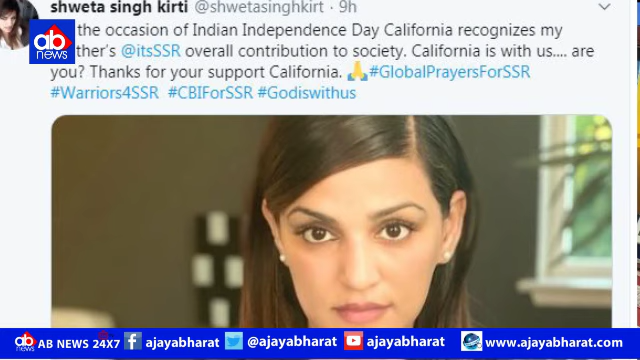 shweta singh kirti @shwetasinghkirt · 9h
the occasion of Indian Independence Day California recognizes my
ther's @itsSSR overall contribution to society. California is with us.... are
you? Thanks for your support California. 🙏#GlobalPrayersForSSR
#Warriors4SSR #CBIForSSR #Godiswithus
ab
news
ab
news
AB NEWS 24X7
f ajayabharat
@ajayabharat
ajayabharat
www.ajayabharat.com